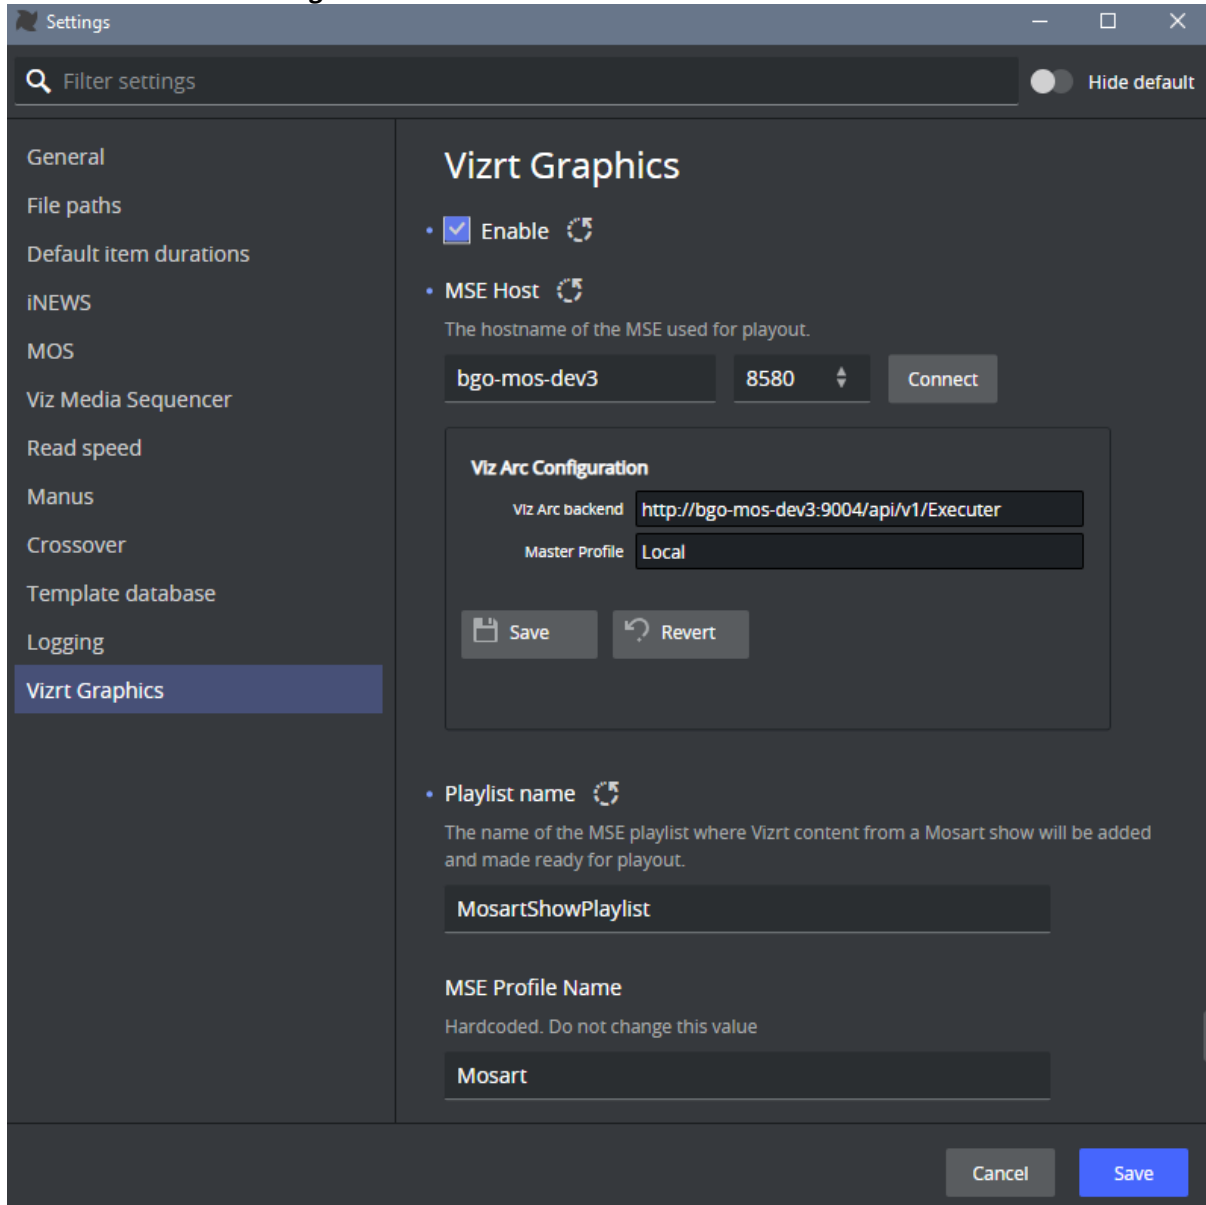 Settings
Filter settings
Hide default
General
File paths
Default item durations
iNEWS
MOS
Viz Media Sequencer
Read speed
Manus
Crossover
Template database
Logging
Vizrt Graphics
Vizrt Graphics
Enable
MSE Host
The hostname of the MSE used for playout.
bgo-mos-dev3 8580 Connect
Viz Arc Configuration
Viz Arc backend http://bgo-mos-dev3:9004/api/v1/Executer
Master Profile Local
Save Revert
Playlist name
The name of the MSE playlist where Vizrt content from a Mosart show will be added
and made ready for playout.
MosartShowPlaylist
MSE Profile Name
Hardcoded. Do not change this value
Mosart
Cancel Save